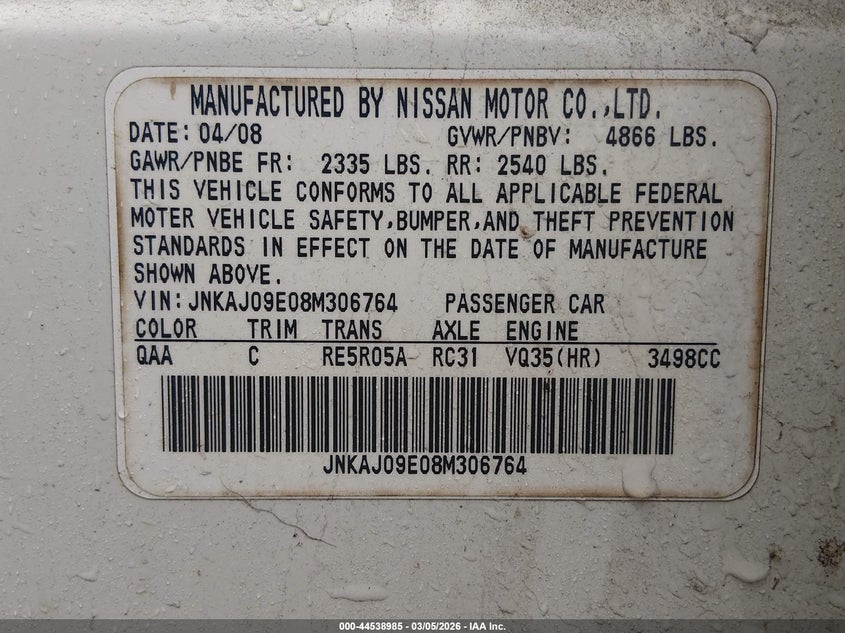 MANUFACTURED BY NISSAN MOTOR CO.,LTD.
DATE: 04/08 GVWR/PNBV: 4866 LBS.
GAWR/PNBE FR: 2335 LBS. RR: 2540 LBS.
THIS VEHICLE CONFORMS TO ALL APPLICABLE FEDERAL
MOTER VEHICLE SAFETY,BUMPER,AND THEFT PREVENTION
STANDARDS IN EFFECT ON THE DATE OF MANUFACTURE
SHOWN ABOVE.
VIN:JNKAJ09E08M306764 PASSENGER CAR
COLOR TRIM TRANS AXLE ENGINE
QAA C RE5R05A RC31 VQ35(HR) 3498CC
JNKAJ09E08M306764
000-44538985 - 03/05/2026 - IAA Inc.